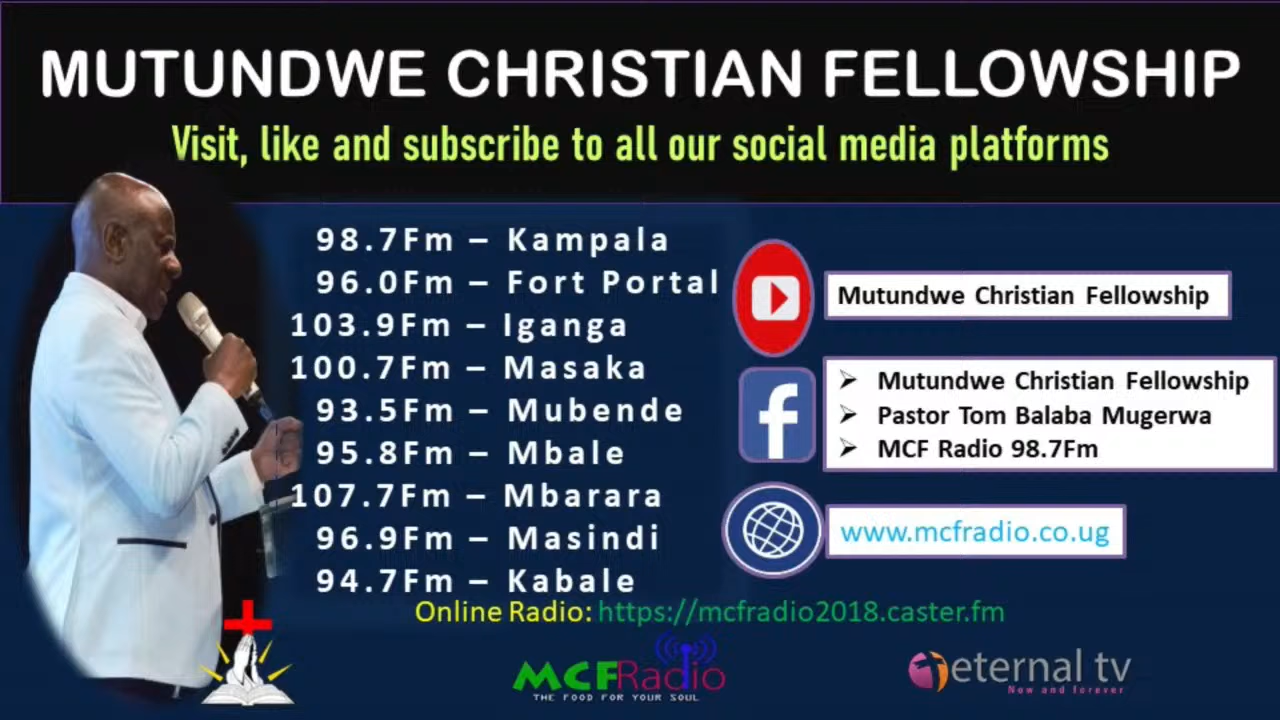 MUTUNDWE CHRISTIAN FELLOWSHIP
Visit, like and subscribe to all our social media platforms
98.7Fm – Kampala
96.0Fm – Fort Portal
103.9Fm – Iganga
100.7Fm – Masaka
93.5Fm – Mubende
95.8Fm – Mbale
107.7Fm – Mbarara
96.9Fm – Masindi
94.7Fm – Kabale
Mutundwe Christian Fellowship
➢ Mutundwe Christian Fellowship
➢ Pastor Tom Balaba Mugerwa
➢ MCF Radio 98.7Fm
www.mcfradio.co.ug
Online Radio: https://mcfradio2018.caster.fm
MCFRadio
THE FOOD FOR YOUR SOUL
eternal tv
Now and forever